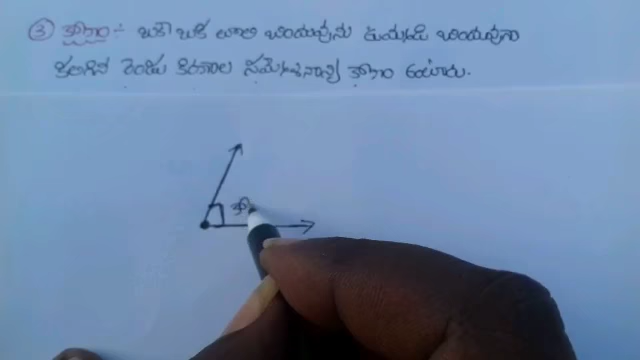 ③ కోణం :- ఒకే ఒక తొలి బిందువును ఉమ్మడి బిందువుగా
కలిగిన రెండు కిరణాల సమ్మేళనాన్ని కోణం అంటారు.
కో